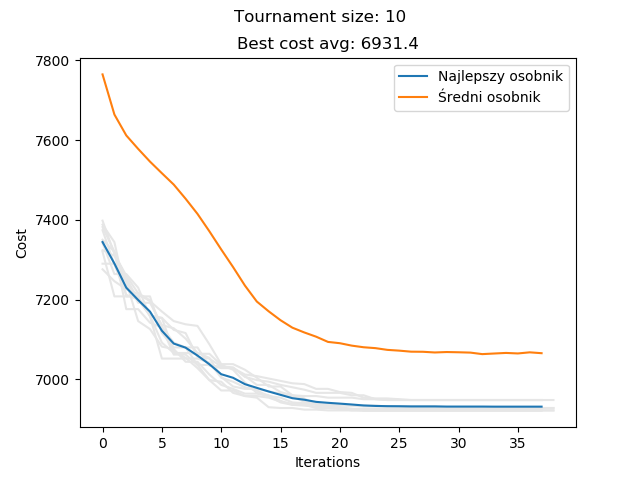 Tournament size: 10
Best cost avg: 6931.4
7800
7600
7400
7200
7000
Cost
Najlepszy osobnik
Średni osobnik
0 5 10 15 20 25 30 35
Iterations